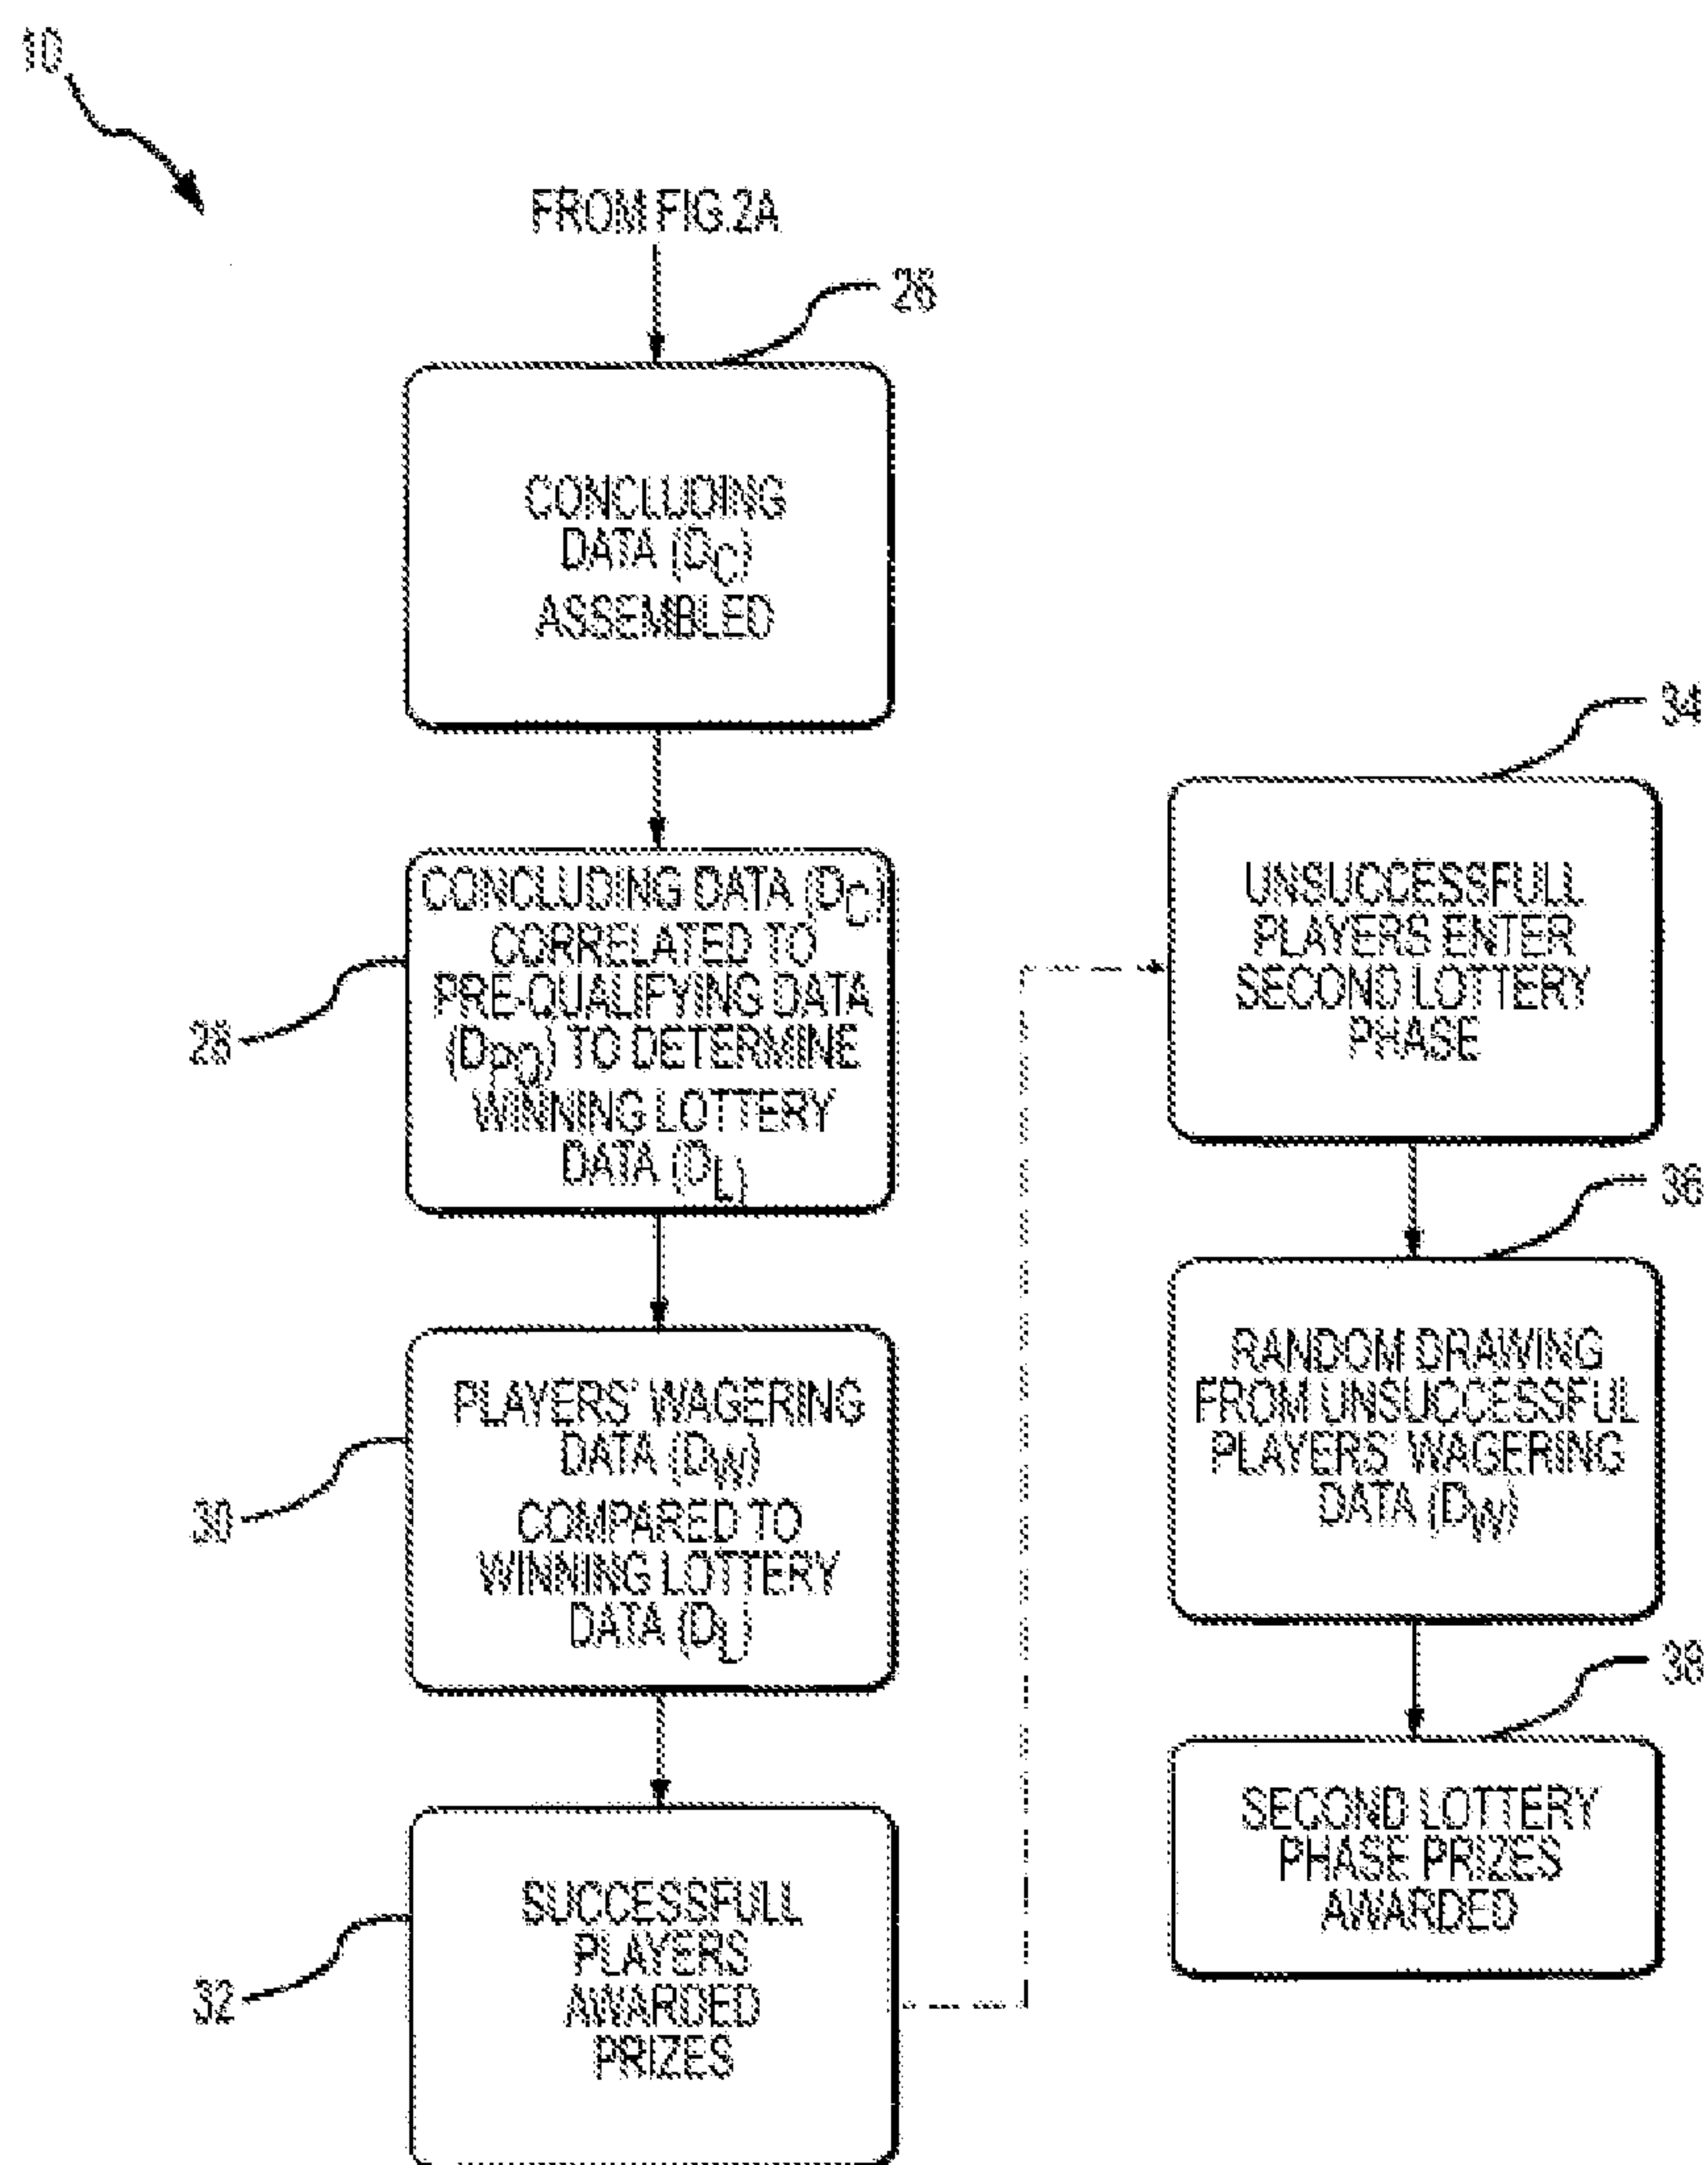 10
FROM FIG.2A
26
CONCLUDING
DATA (DC)
ASSEMBLED
28
CONCLUDING DATA (DC)
CORRELATED TO
PRE-QUALIFYING DATA
(DPQ) TO DETERMINE
WINNING LOTTERY
DATA (DL)
30
PLAYERS' WAGERING
DATA (DW)
COMPARED TO
WINNING LOTTERY
DATA (DL)
32
SUCCESSFULL
PLAYERS
AWARDED
PRIZES
34
UNSUCCESSFULL
PLAYERS ENTER
SECOND LOTTERY
PHASE
36
RANDOM DRAWING
FROM UNSUCCESSFUL
PLAYERS' WAGERING
DATA (DW)
38
SECOND LOTTERY
PHASE PRIZES
AWARDED